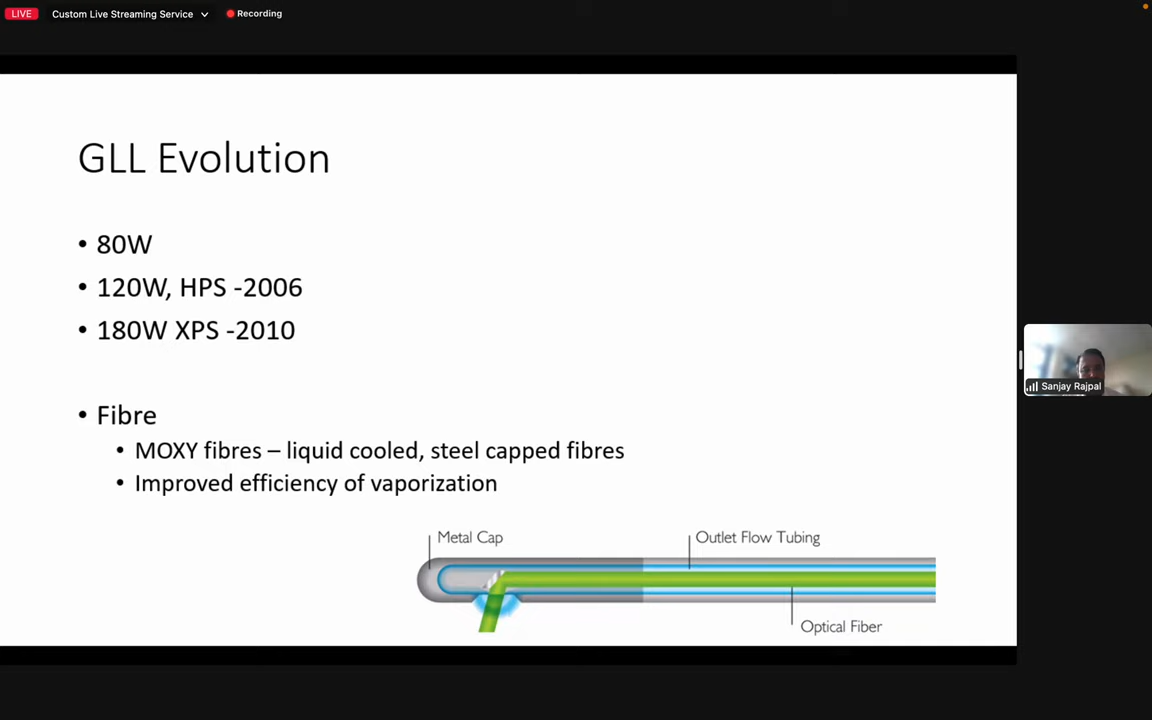 LIVE
Custom Live Streaming Service
Recording
GLL Evolution
• 80W
• 120W, HPS -2006
• 180W XPS -2010
• Fibre
• MOXY fibres – liquid cooled, steel capped fibres
• Improved efficiency of vaporization
Metal Cap
Outlet Flow Tubing
Optical Fiber
Sanjay Rajpal